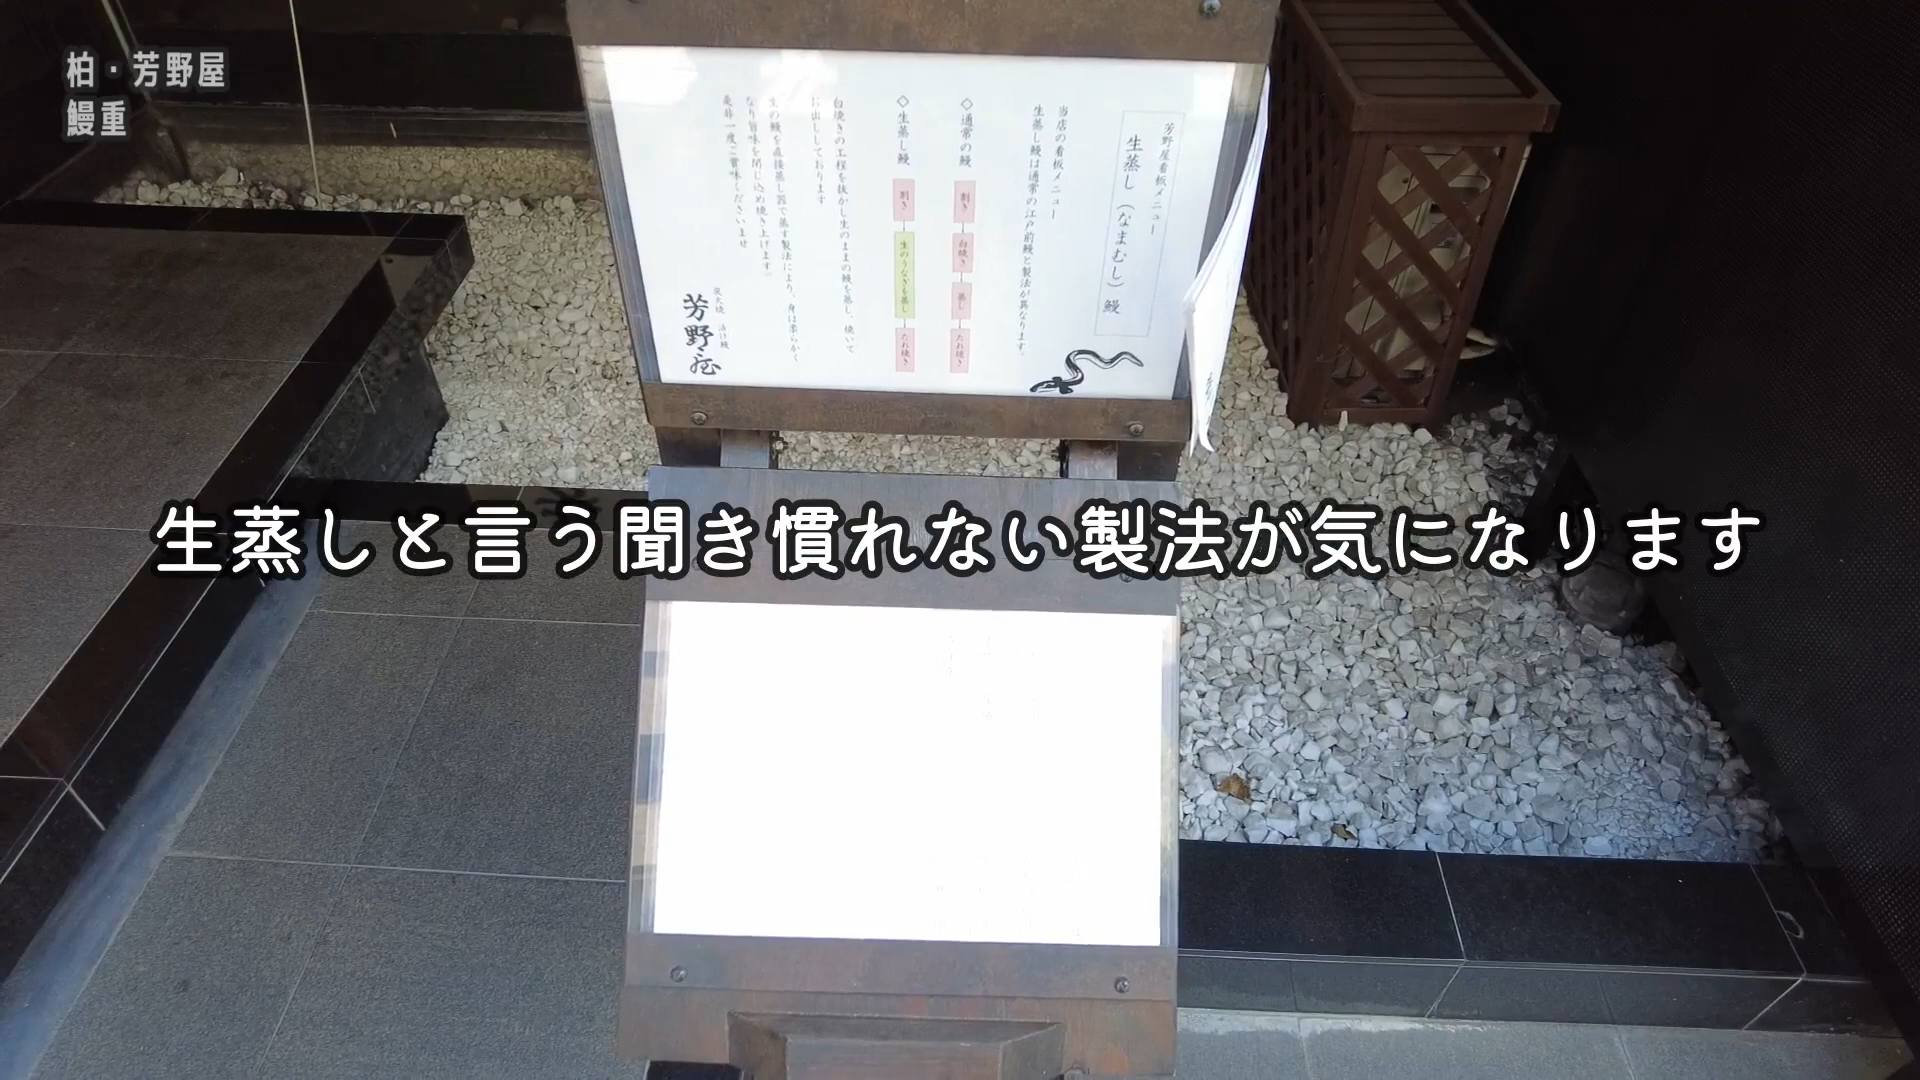 柏・芳野屋
鰻重
芳野屋看板メニュー
生蒸し（なまむし）鰻
当店の看板メニュー
生蒸し鰻は通常の江戸前鰻と製法が異なります。
◇通常の鰻
割き
白焼き
蒸し
たれ焼き
◇生蒸し鰻
割き
生のうなぎを蒸し
たれ焼き
白焼きの工程を抜かし生のままの鰻を蒸し、焼いて
お出ししております
生の鰻を直接蒸し器で蒸す製法により、身は柔らかく
なり旨味を閉じ込め焼き上げます。
是非一度ご賞味くださいませ
炭火焼 活け鰻
芳野屋
生蒸しと言う聞き慣れない製法が気になります